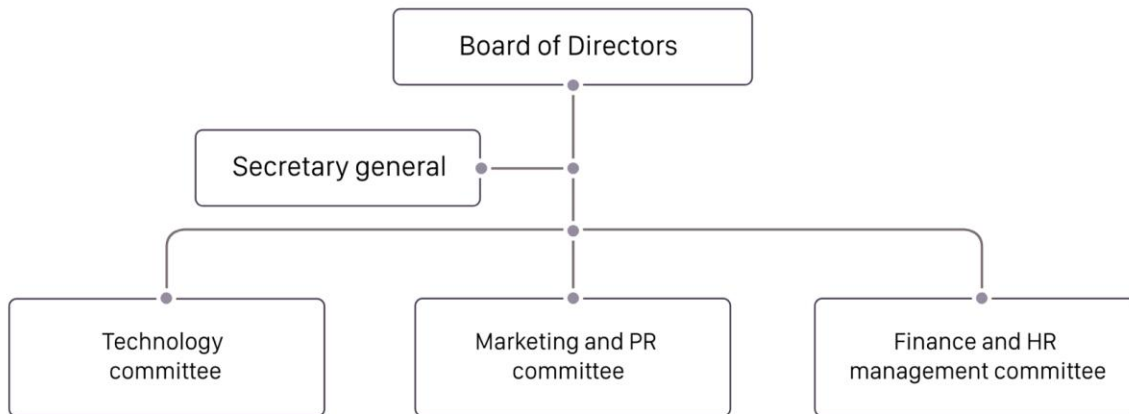 Board of Directors
Secretary general
Technology
committee
Marketing and PR
committee
Finance and HR
management committee